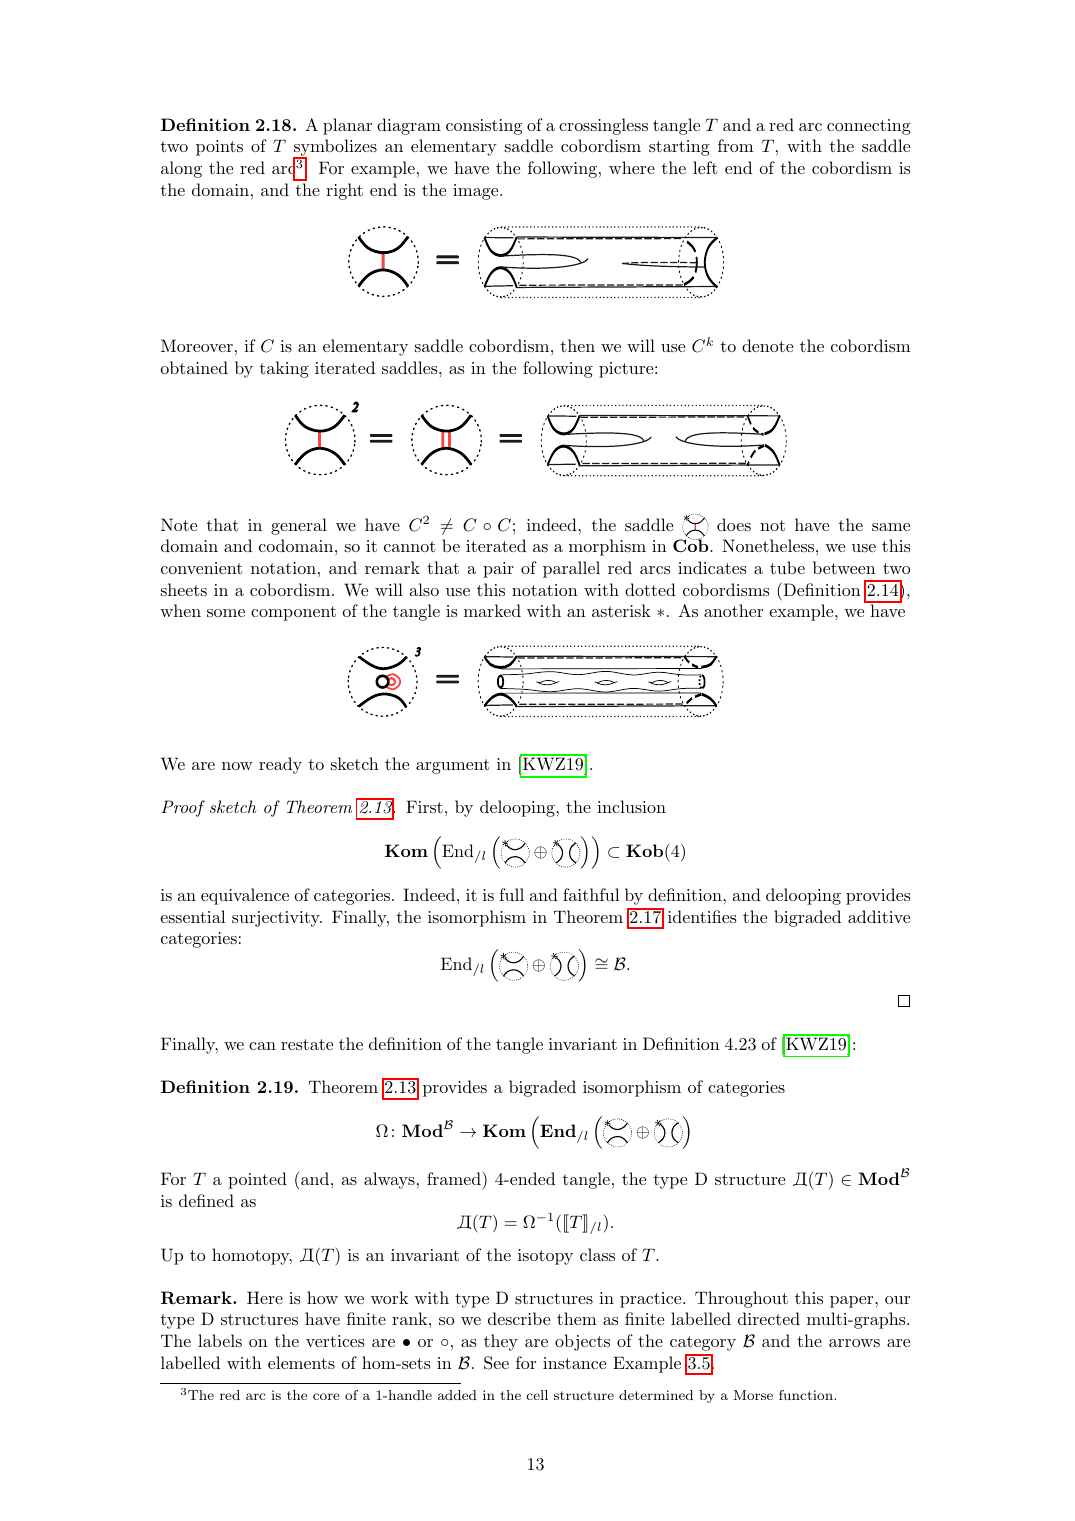 Definition 2.18. A planar diagram consisting of a crossingless tangle T and a red arc connecting
two points of T symbolizes an elementary saddle cobordism starting from T, with the saddle
along the red arc³. For example, we have the following, where the left end of the cobordism is
the domain, and the right end is the image.
=
Moreover, if C is an elementary saddle cobordism, then we will use Cᵏ to denote the cobordism
obtained by taking iterated saddles, as in the following picture:
2 = =
Note that in general we have C² ≠ C ∘ C; indeed, the saddle * does not have the same
domain and codomain, so it cannot be iterated as a morphism in Cob. Nonetheless, we use this
convenient notation, and remark that a pair of parallel red arcs indicates a tube between two
sheets in a cobordism. We will also use this notation with dotted cobordisms (Definition 2.14),
when some component of the tangle is marked with an asterisk ∗. As another example, we have
3 =
We are now ready to sketch the argument in [KWZ19].
Proof sketch of Theorem 2.13. First, by delooping, the inclusion
Kom (End/l (* ⊕ *)) ⊂ Kob(4)
is an equivalence of categories. Indeed, it is full and faithful by definition, and delooping provides
essential surjectivity. Finally, the isomorphism in Theorem 2.17 identifies the bigraded additive
categories:
End/l (* ⊕ *) ≅ ℬ.
□
Finally, we can restate the definition of the tangle invariant in Definition 4.23 of [KWZ19]:
Definition 2.19. Theorem 2.13 provides a bigraded isomorphism of categories
Ω: Mod^ℬ → Kom (End/l (* ⊕ *)
For T a pointed (and, as always, framed) 4-ended tangle, the type D structure Д(T) ∈ Mod^ℬ
is defined as
Д(T) = Ω⁻¹(⟦T⟧/l).
Up to homotopy, Д(T) is an invariant of the isotopy class of T.
Remark. Here is how we work with type D structures in practice. Throughout this paper, our
type D structures have finite rank, so we describe them as finite labelled directed multi-graphs.
The labels on the vertices are • or ∘, as they are objects of the category ℬ and the arrows are
labelled with elements of hom-sets in ℬ. See for instance Example 3.5.
³The red arc is the core of a 1-handle added in the cell structure determined by a Morse function.
13